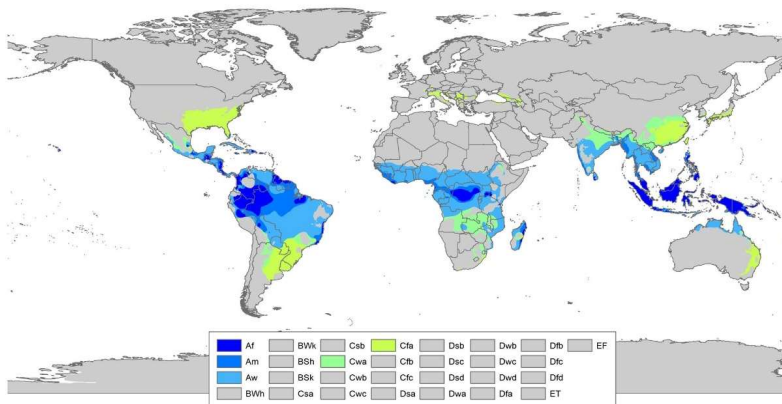 Af BWk Csb Cfa Dsb Dwb Dfb EF
Am BSh Cwa Cfb Dsc Dwc Dfc
Aw BSk Cwb Cfc Dsd Dwd Dfd
BWh Csa Cwc Dsa Dwa Dfa ET